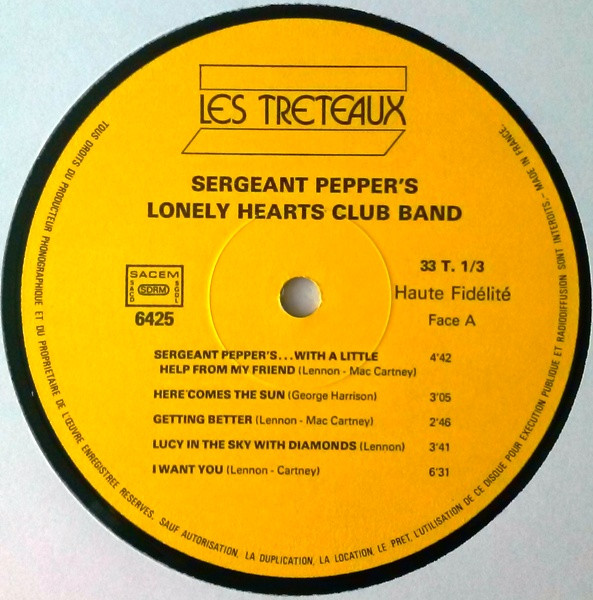 LES TRETEAUX
SERGEANT PEPPER'S
LONELY HEARTS CLUB BAND
SACEM
SACD
SDRM
SGDL
6425
33 T. 1/3
Haute Fidélité
Face A
SERGEANT PEPPER'S...WITH A LITTLE 4'42
HELP FROM MY FRIEND (Lennon - Mac Cartney)
HERE COMES THE SUN (George Harrison) 3'05
GETTING BETTER (Lennon - Mac Cartney) 2'46
LUCY IN THE SKY WITH DIAMONDS (Lennon) 3'41
I WANT YOU (Lennon - Cartney) 6'31
TOUS DROITS DU PRODUCTEUR PHONOGRAPHIQUE ET DU PROPRIETAIRE DE L'ŒUVRE ENREGISTREE RESERVES. SAUF AUTORISATION, LA DUPLICATION, LA LOCATION, LE PRET, L'UTILISATION DE CE DISQUE POUR EXECUTION PUBLIQUE ET RADIODIFFUSION SONT INTERDITS.- MADE IN FRANCE.